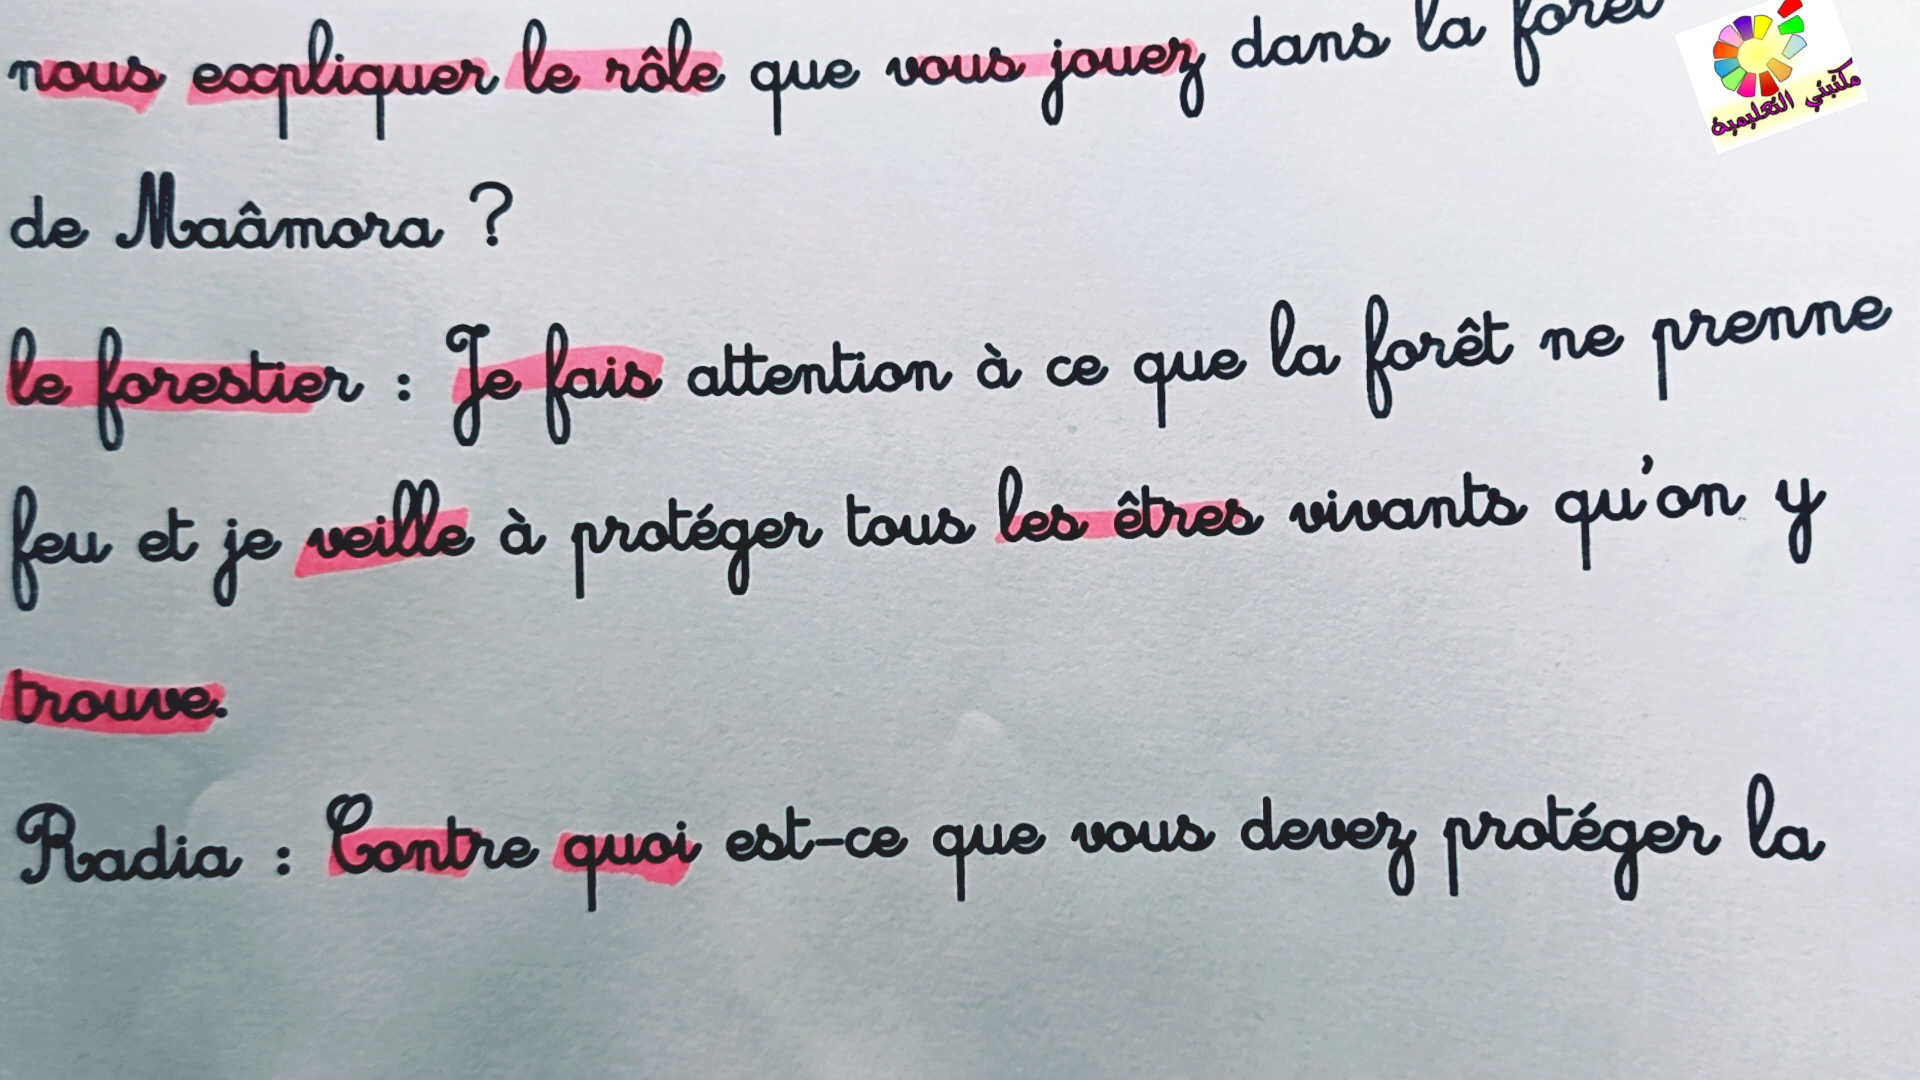 nous expliquer le rôle que vous jouez dans la forêt
مكتبتي التعليمية
de Maâmora ?
le forestier : Je fais attention à ce que la forêt ne prenne
feu et je veille à protéger tous les êtres vivants qu'on y
trouve.
Radia : Contre quoi est-ce que vous devez protéger la